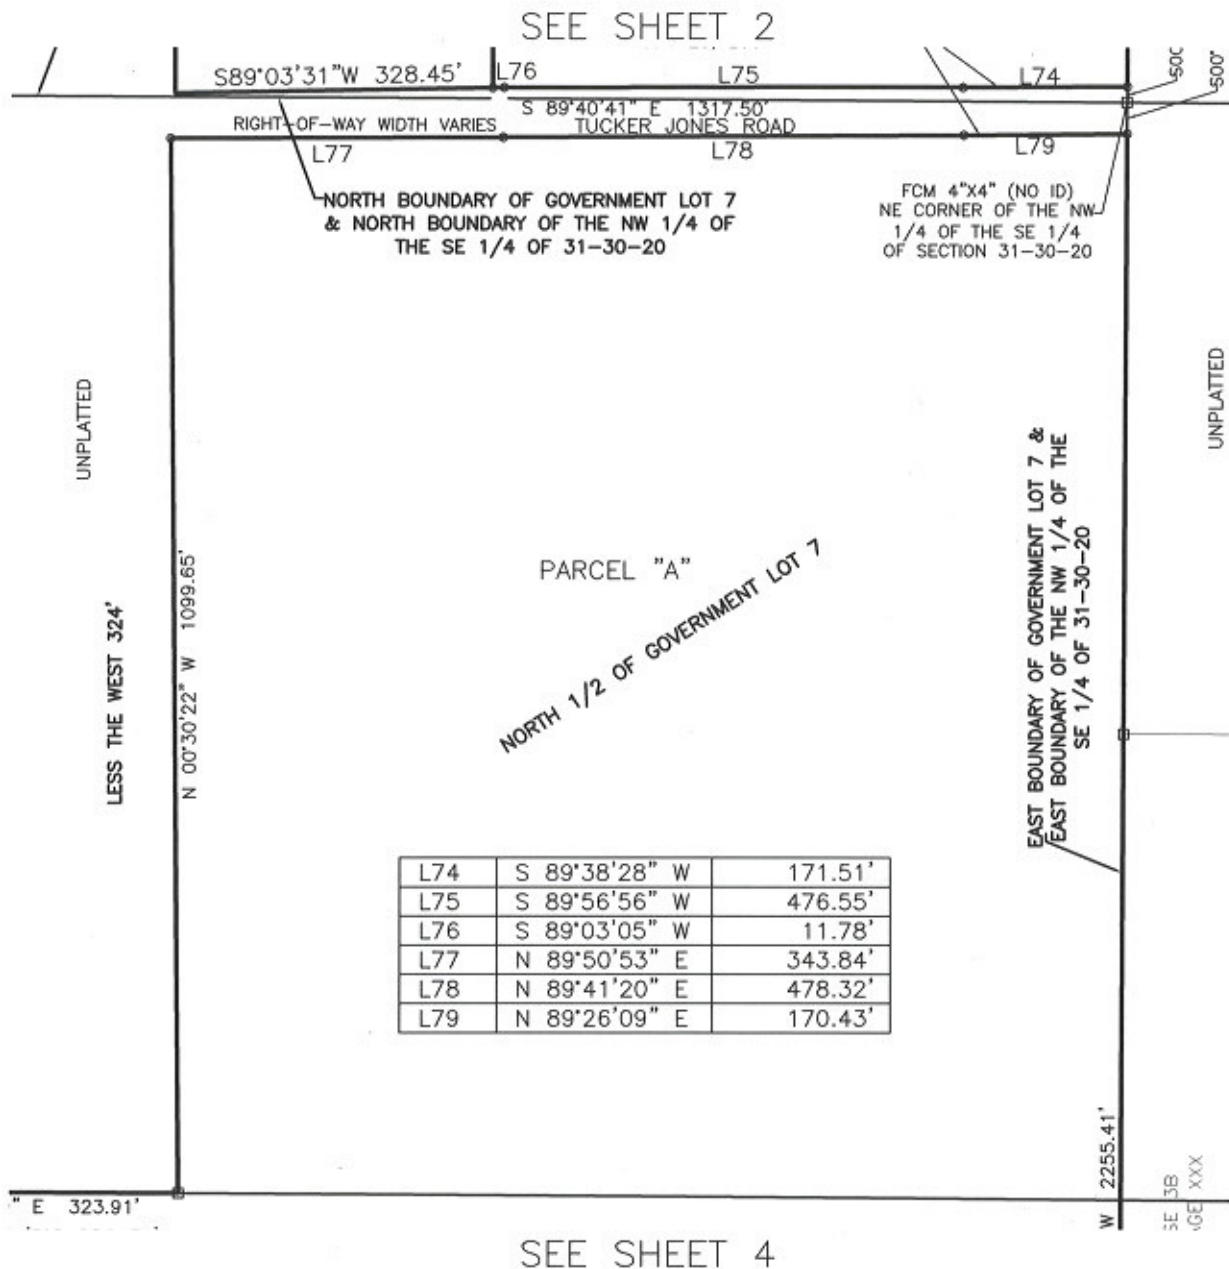 SEE SHEET 2
S89°03'31"W 328.45'
L76
L75
L74
500'
S 89°40'41" E 1317.50'
RIGHT-OF-WAY WIDTH VARIES
TUCKER JONES ROAD
L77
L78
L79
NORTH BOUNDARY OF GOVERNMENT LOT 7
& NORTH BOUNDARY OF THE NW 1/4 OF
THE SE 1/4 OF 31-30-20
FCM 4"X4" (NO ID)
NE CORNER OF THE NW
1/4 OF THE SE 1/4
OF SECTION 31-30-20
UNPLATTED
UNPLATTED
LESS THE WEST 324'
N 00°30'22" W 1099.65'
PARCEL "A"
NORTH 1/2 OF GOVERNMENT LOT 7
EAST BOUNDARY OF GOVERNMENT LOT 7 &
EAST BOUNDARY OF THE NW 1/4 OF THE
SE 1/4 OF 31-30-20
L74 S 89°38'28" W 171.51'
L75 S 89°56'56" W 476.55'
L76 S 89°03'05" W 11.78'
L77 N 89°50'53" E 343.84'
L78 N 89°41'20" E 478.32'
L79 N 89°26'09" E 170.43'
W 2255.41'
" E 323.91'
SEE SHEET 4